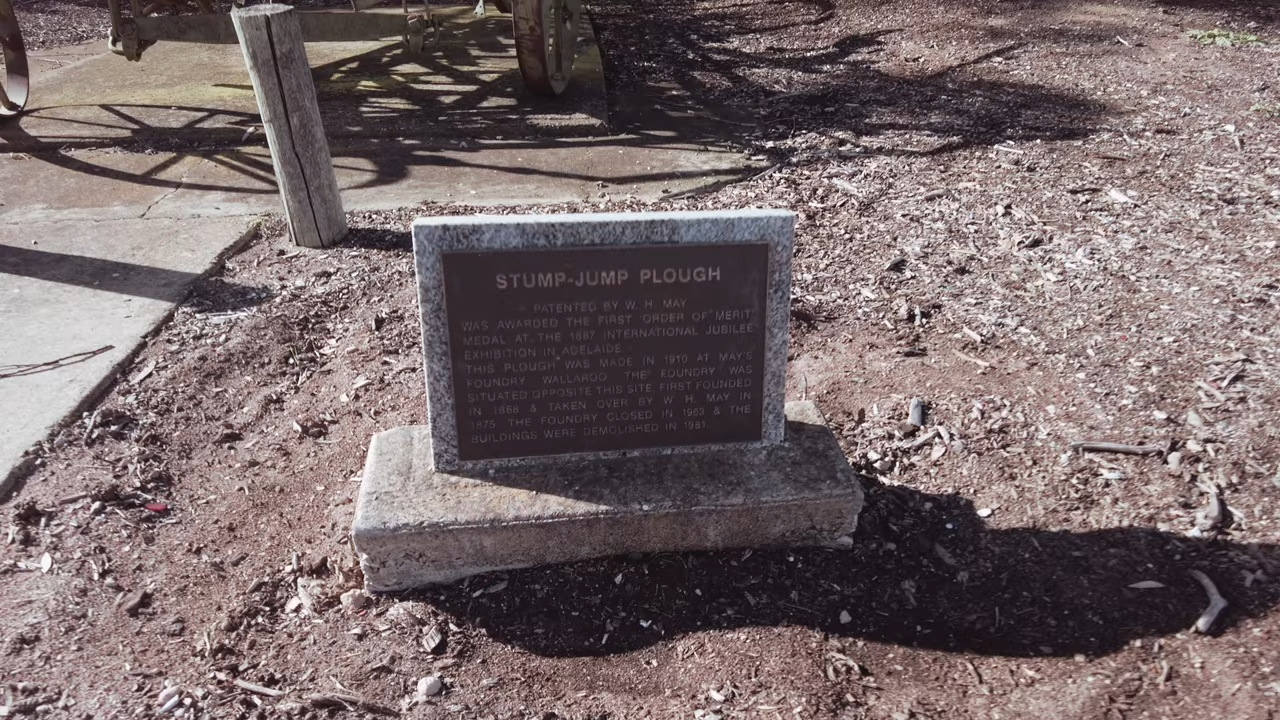 STUMP-JUMP PLOUGH
PATENTED BY W. H. MAY
WAS AWARDED THE FIRST 'ORDER OF MERIT'
MEDAL AT THE 1887 INTERNATIONAL JUBILEE
EXHIBITION IN ADELAIDE.
THIS PLOUGH WAS MADE IN 1910 AT MAY'S
FOUNDRY WALLAROO. THE FOUNDRY WAS
SITUATED OPPOSITE THIS SITE. FIRST FOUNDED
IN 1868 & TAKEN OVER BY W. H. MAY IN
1875. THE FOUNDRY CLOSED IN 1963 & THE
BUILDINGS WERE DEMOLISHED IN 1981.